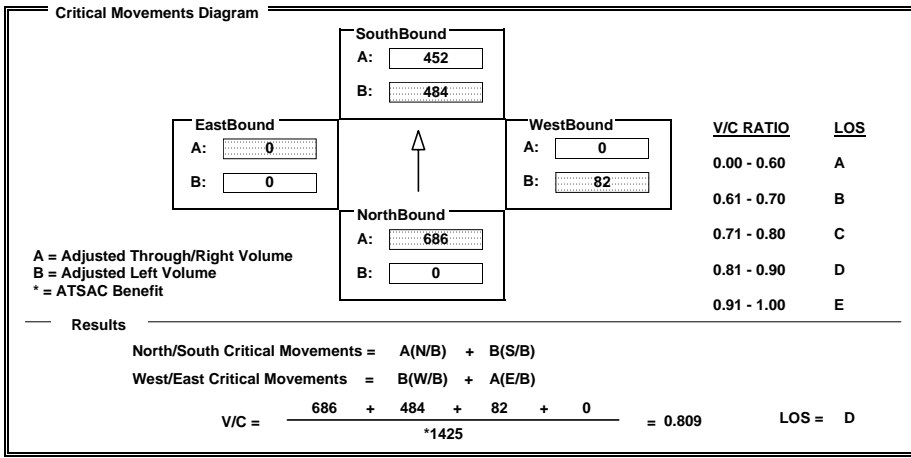 Critical Movements Diagram
SouthBound
A: 452
B: 484
EastBound
A: 0
B: 0
WestBound
A: 0
B: 82
NorthBound
A: 686
B: 0
V/C RATIO LOS
0.00 - 0.60 A
0.61 - 0.70 B
0.71 - 0.80 C
0.81 - 0.90 D
0.91 - 1.00 E
A = Adjusted Through/Right Volume
B = Adjusted Left Volume
* = ATSAC Benefit
Results
North/South Critical Movements = A(N/B) + B(S/B)
West/East Critical Movements = B(W/B) + A(E/B)
686 + 484 + 82 + 0
V/C = = 0.809 LOS = D
*1425